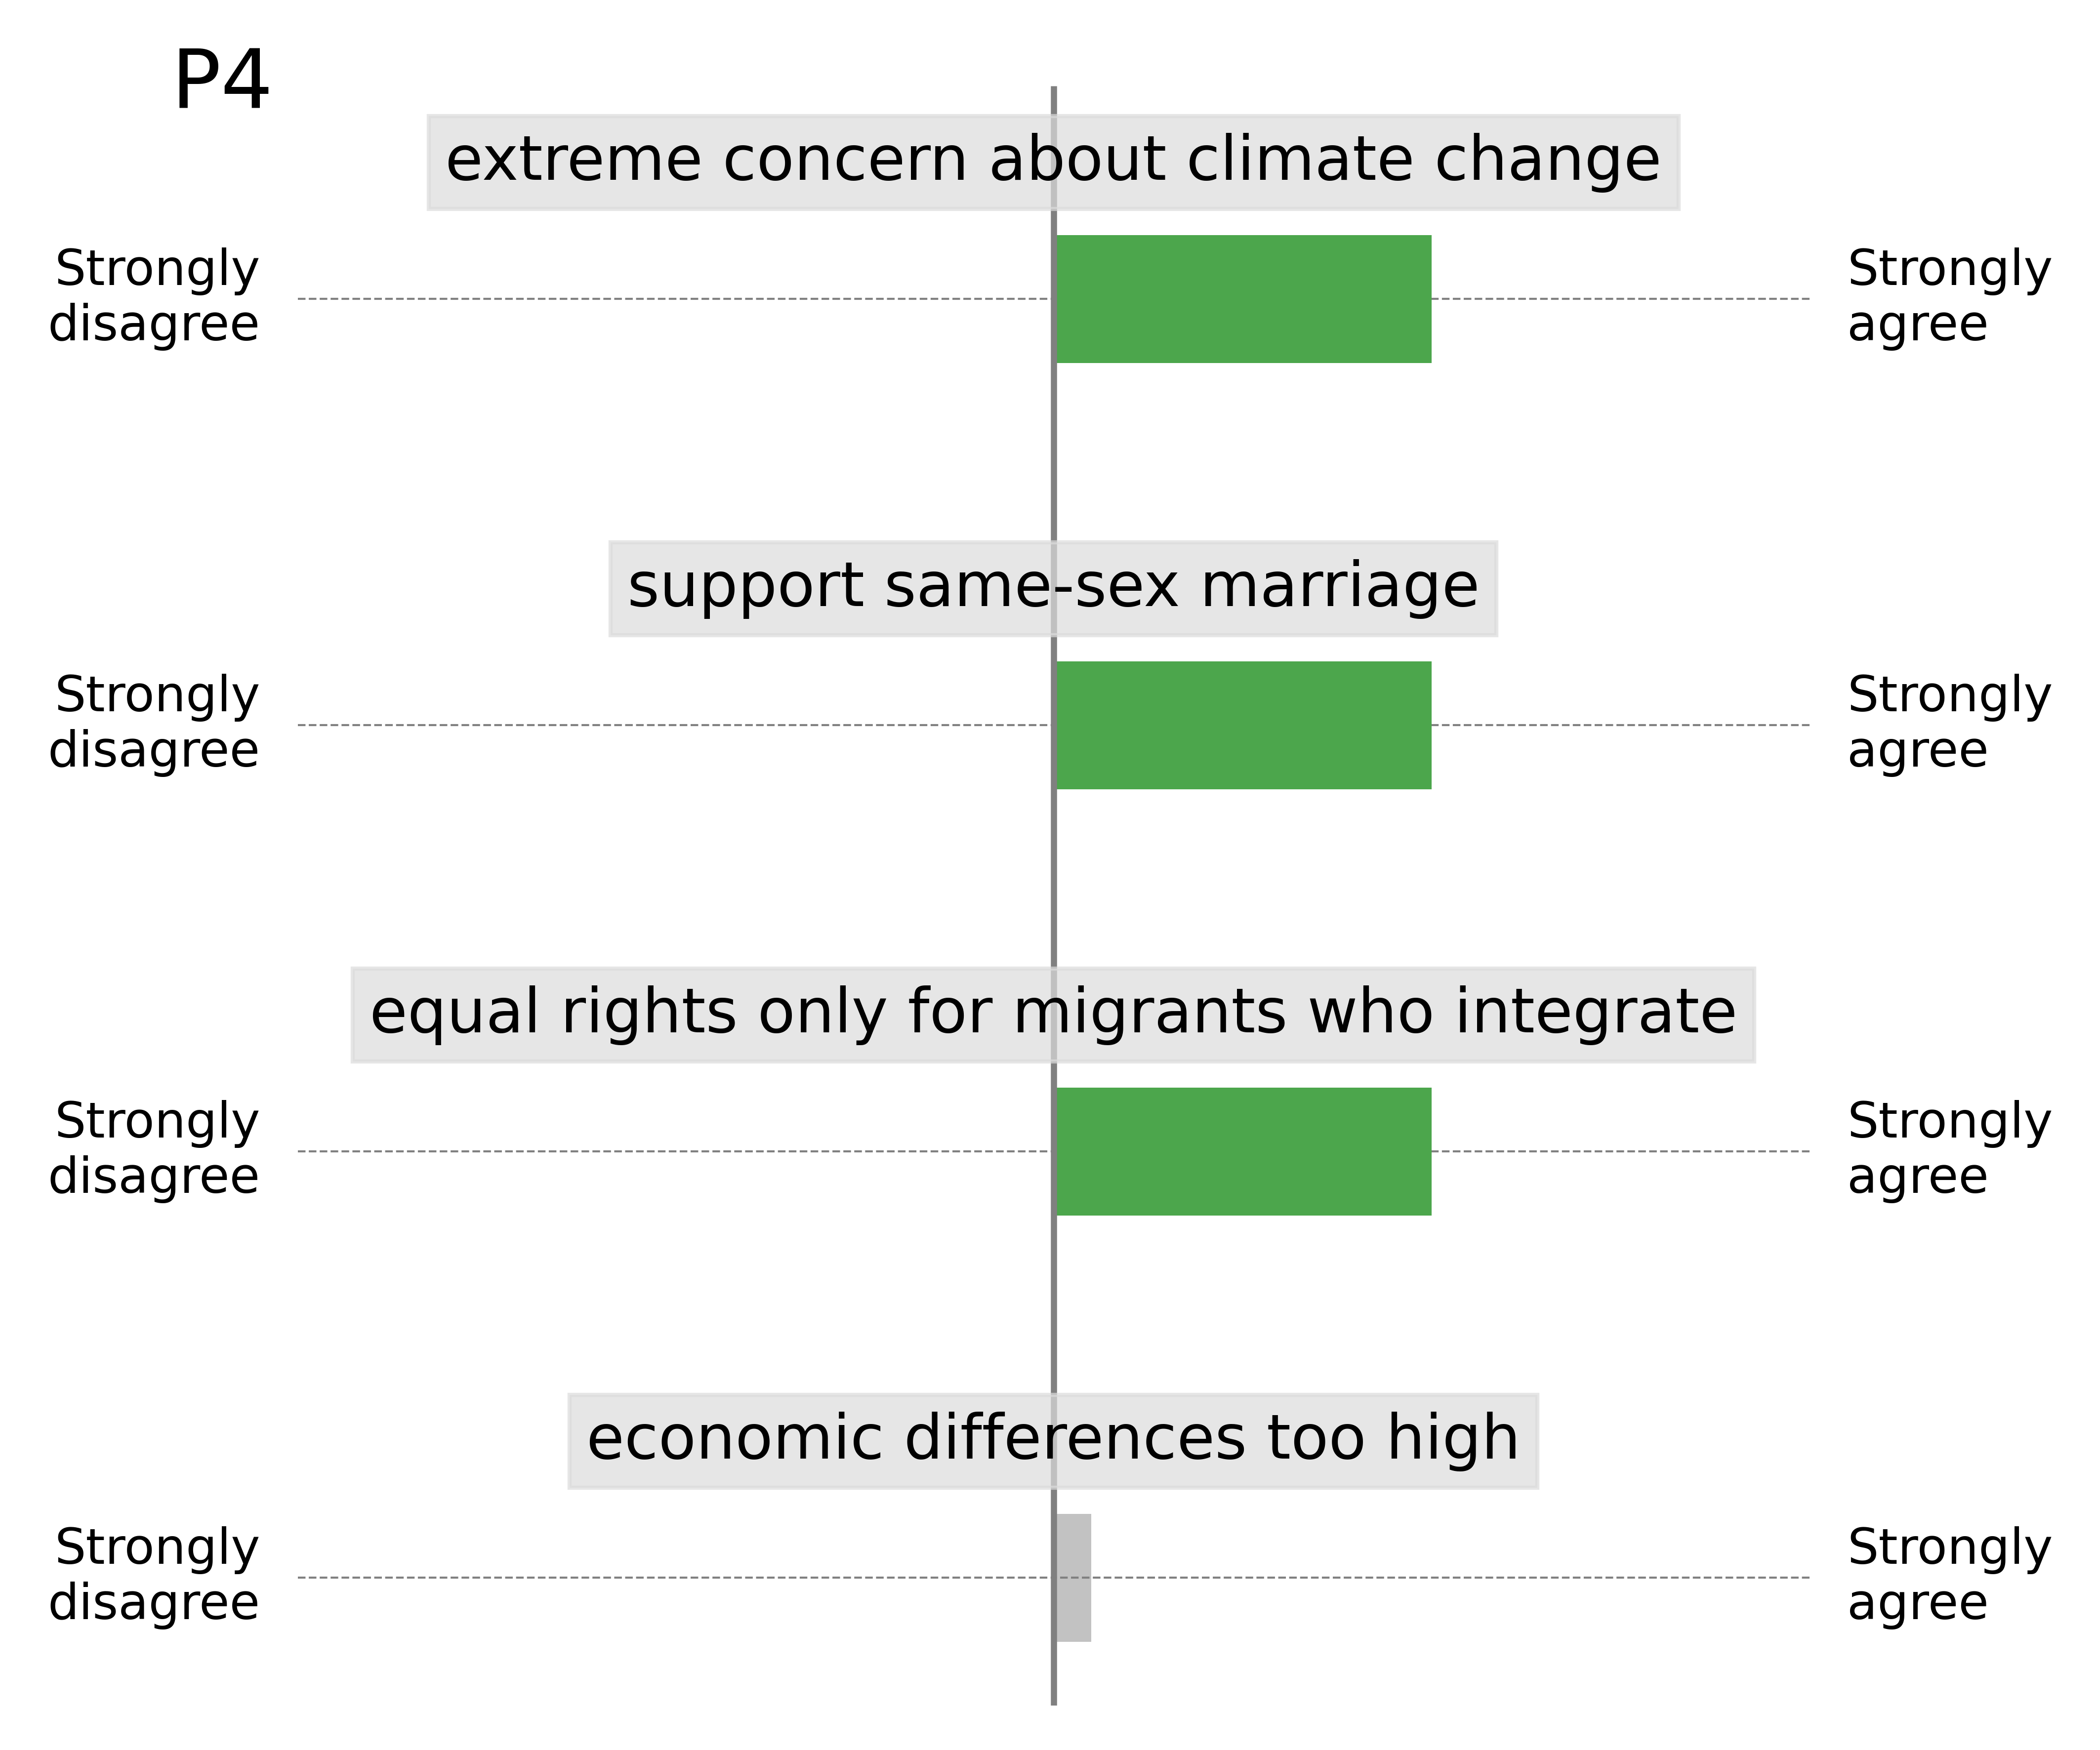 P4
extreme concern about climate change
Strongly
disagree
Strongly
agree
support same-sex marriage
Strongly
disagree
Strongly
agree
equal rights only for migrants who integrate
Strongly
disagree
Strongly
agree
economic differences too high
Strongly
disagree
Strongly
agree